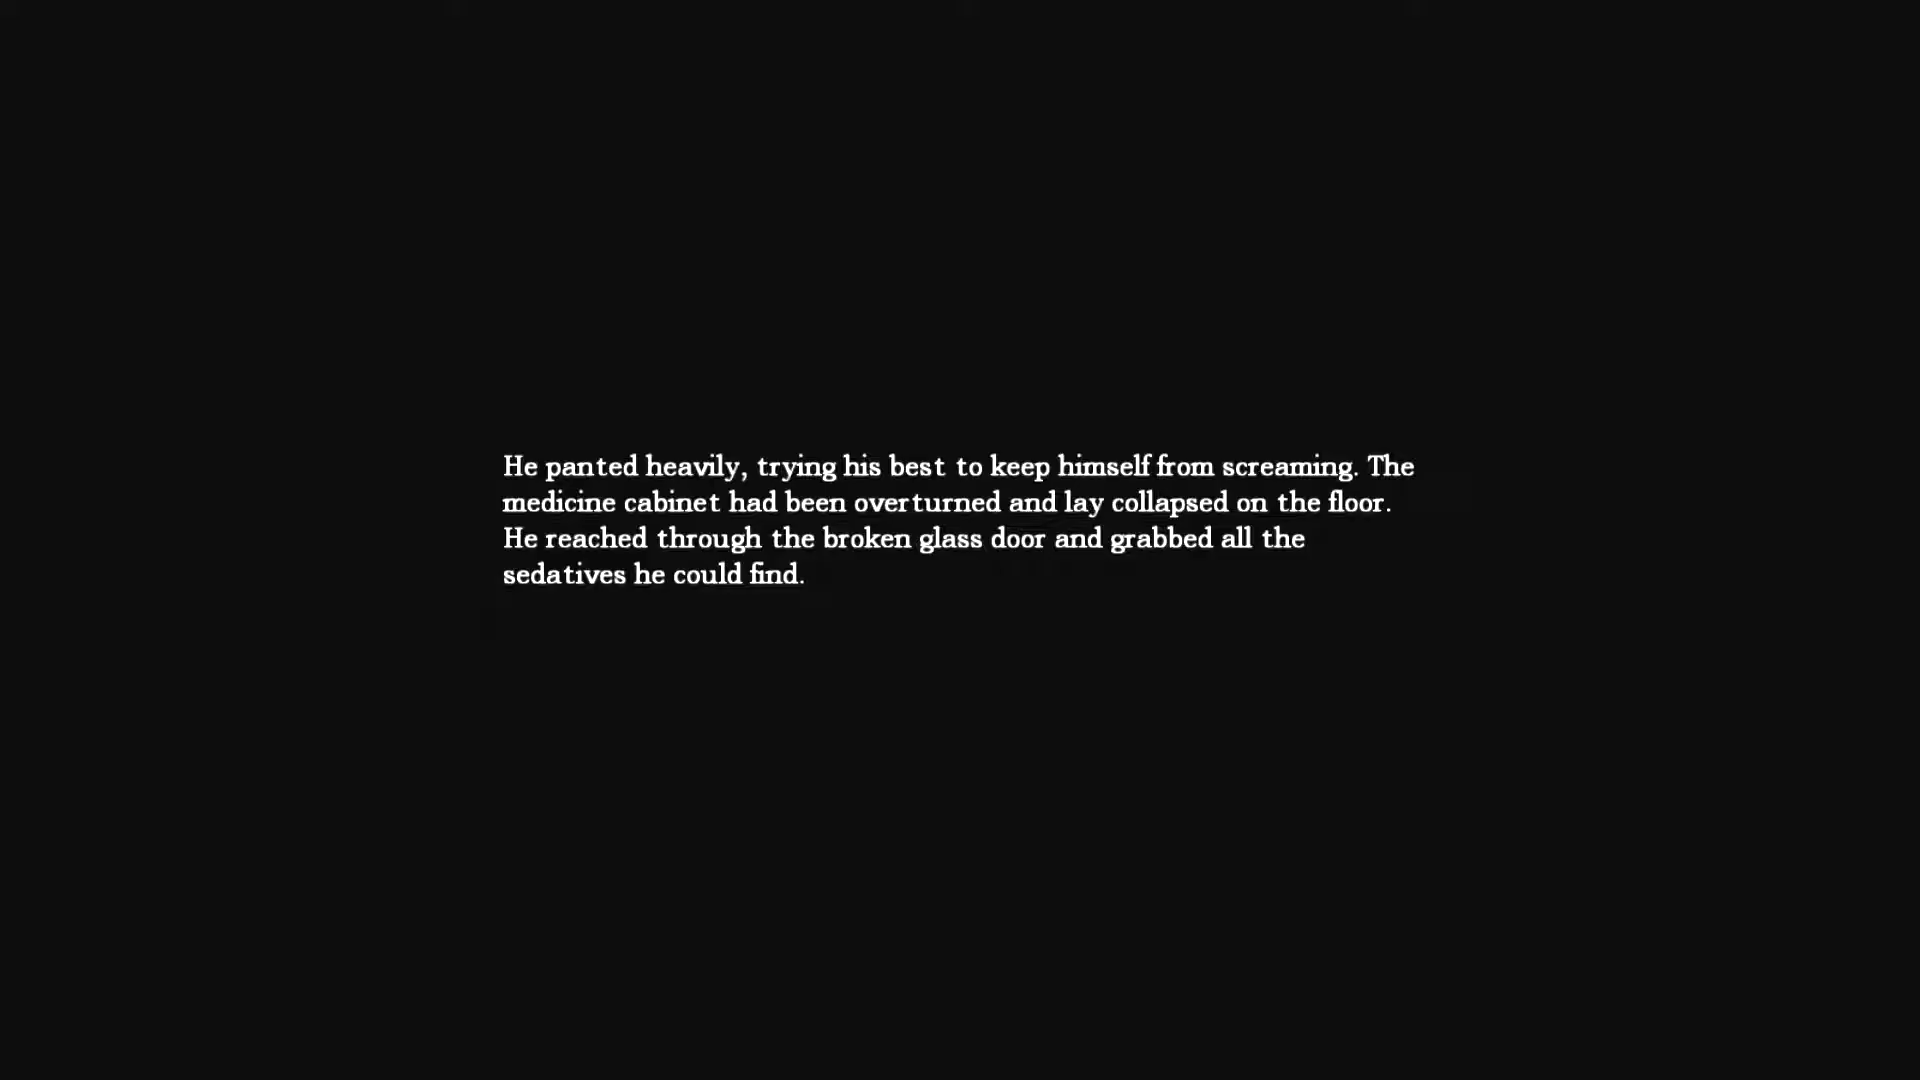 He panted heavily, trying his best to keep himself from screaming. The
medicine cabinet had been overturned and lay collapsed on the floor.
He reached through the broken glass door and grabbed all the
sedatives he could find.